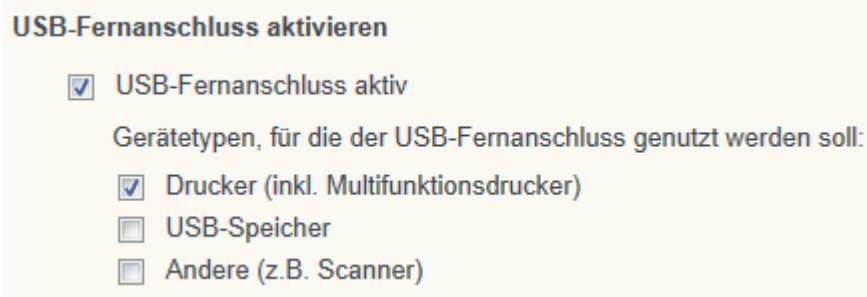 USB-Fernanschluss aktivieren
USB-Fernanschluss aktiv
Gerätetypen, für die der USB-Fernanschluss genutzt werden soll:
Drucker (inkl. Multifunktionsdrucker)
USB-Speicher
Andere (z.B. Scanner)